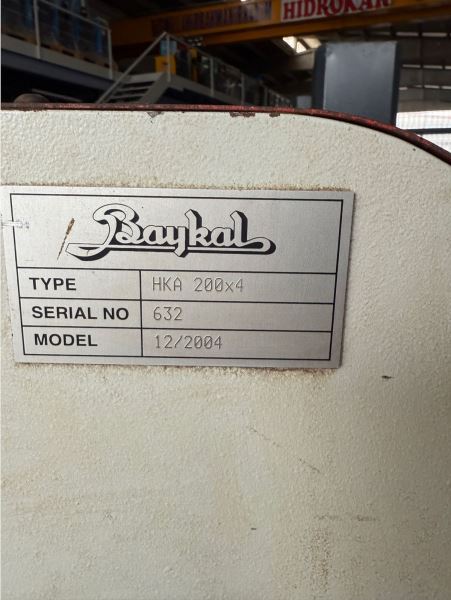 HIDROKAR
Baykal
TYPE HKA 200x4
SERIAL NO 632
MODEL 12/2004